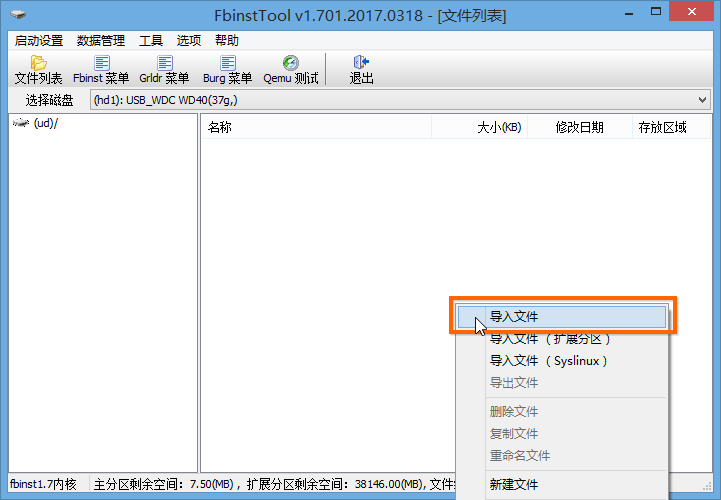 FbinstTool v1.701.2017.0318 - [文件列表]
启动设置 数据管理 工具 选项 帮助
文件列表 Fbinst 菜单 Grldr 菜单 Burg 菜单 Qemu 测试 退出
选择磁盘 (hd1): USB_WDC WD40(37g,)
(ud)/
名称 大小(KB) 修改日期 存放区域
导入文件
导入文件（扩展分区）
导入文件（Syslinux）
导出文件
删除文件
复制文件
重命名文件
新建文件
fbinst1.7内核 主分区剩余空间：7.50(MB)，扩展分区剩余空间：38146.00(MB), 文件